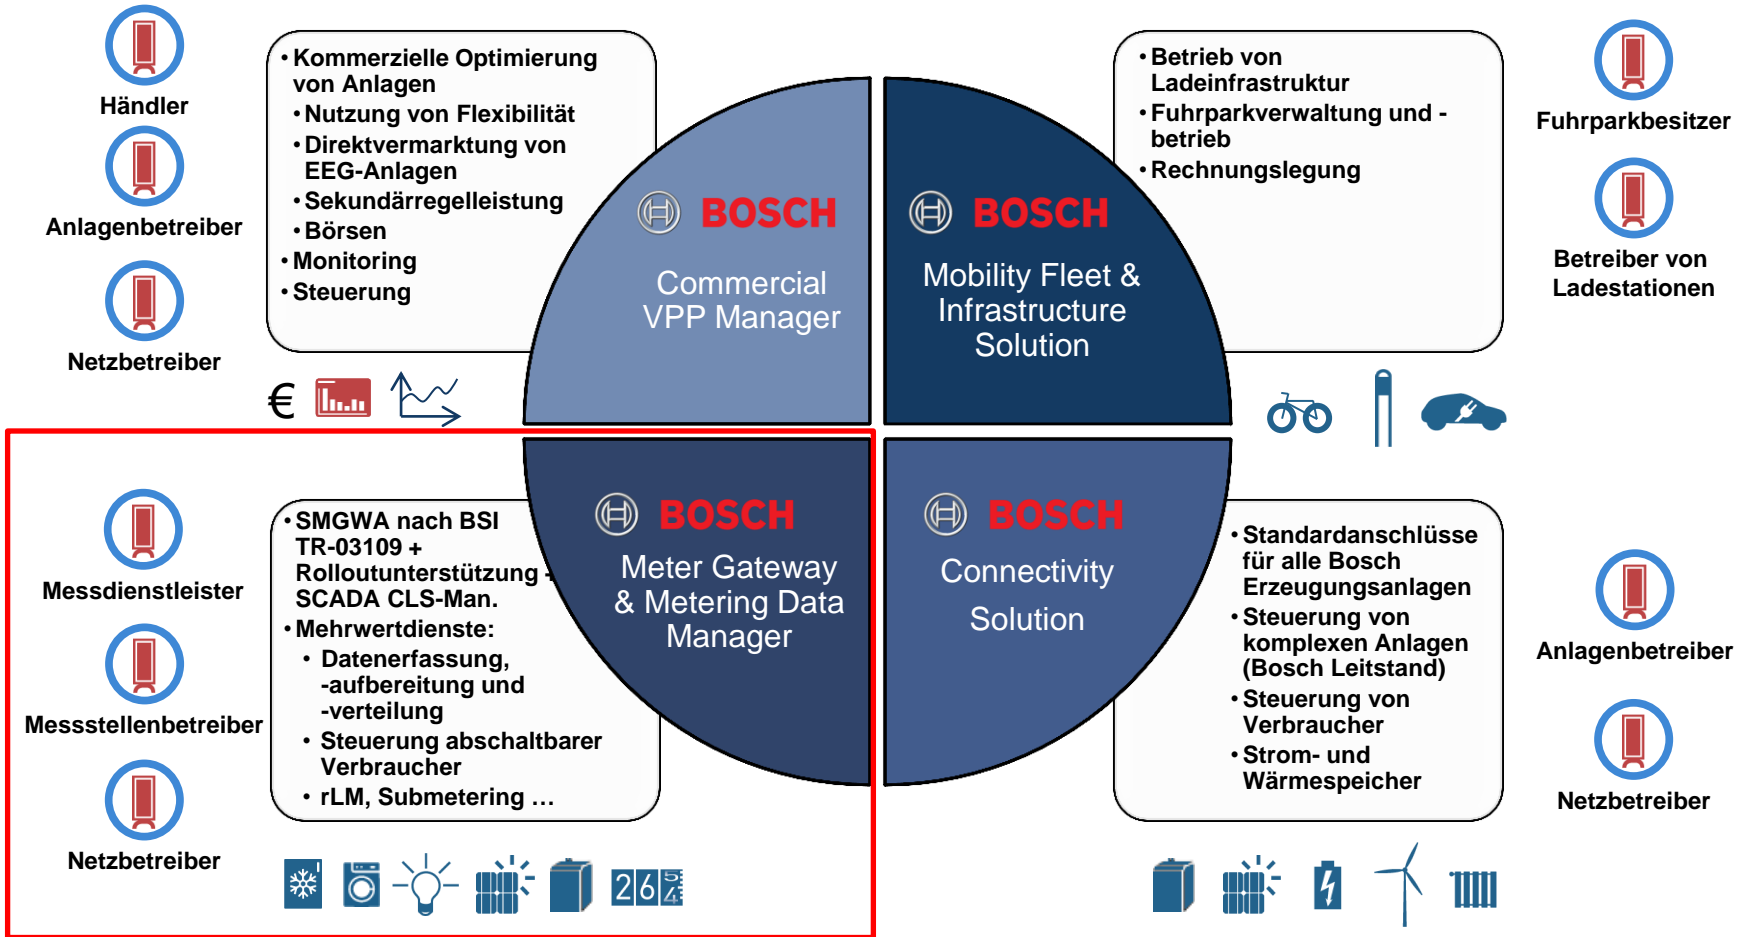 Händler
Anlagenbetreiber
Netzbetreiber
• Kommerzielle Optimierung
von Anlagen
• Nutzung von Flexibilität
• Direktvermarktung von
EEG-Anlagen
• Sekundärregelleistung
• Börsen
• Monitoring
• Steuerung
€
BOSCH
Commercial
VPP Manager
BOSCH
Mobility Fleet &
Infrastructure
Solution
• Betrieb von
Ladeinfrastruktur
• Fuhrparkverwaltung und -
betrieb
• Rechnungslegung
Fuhrparkbesitzer
Betreiber von
Ladestationen
Messdienstleister
Messstellenbetreiber
Netzbetreiber
• SMGWA nach BSI
TR-03109 +
Rolloutunterstützung +
SCADA CLS-Man.
• Mehrwertdienste:
• Datenerfassung,
-aufbereitung und
-verteilung
• Steuerung abschaltbarer
Verbraucher
• rLM, Submetering ...
BOSCH
Meter Gateway
& Metering Data
Manager
BOSCH
Connectivity
Solution
• Standardanschlüsse
für alle Bosch
Erzeugungsanlagen
• Steuerung von
komplexen Anlagen
(Bosch Leitstand)
• Steuerung von
Verbraucher
• Strom- und
Wärmespeicher
Anlagenbetreiber
Netzbetreiber
26 5 4